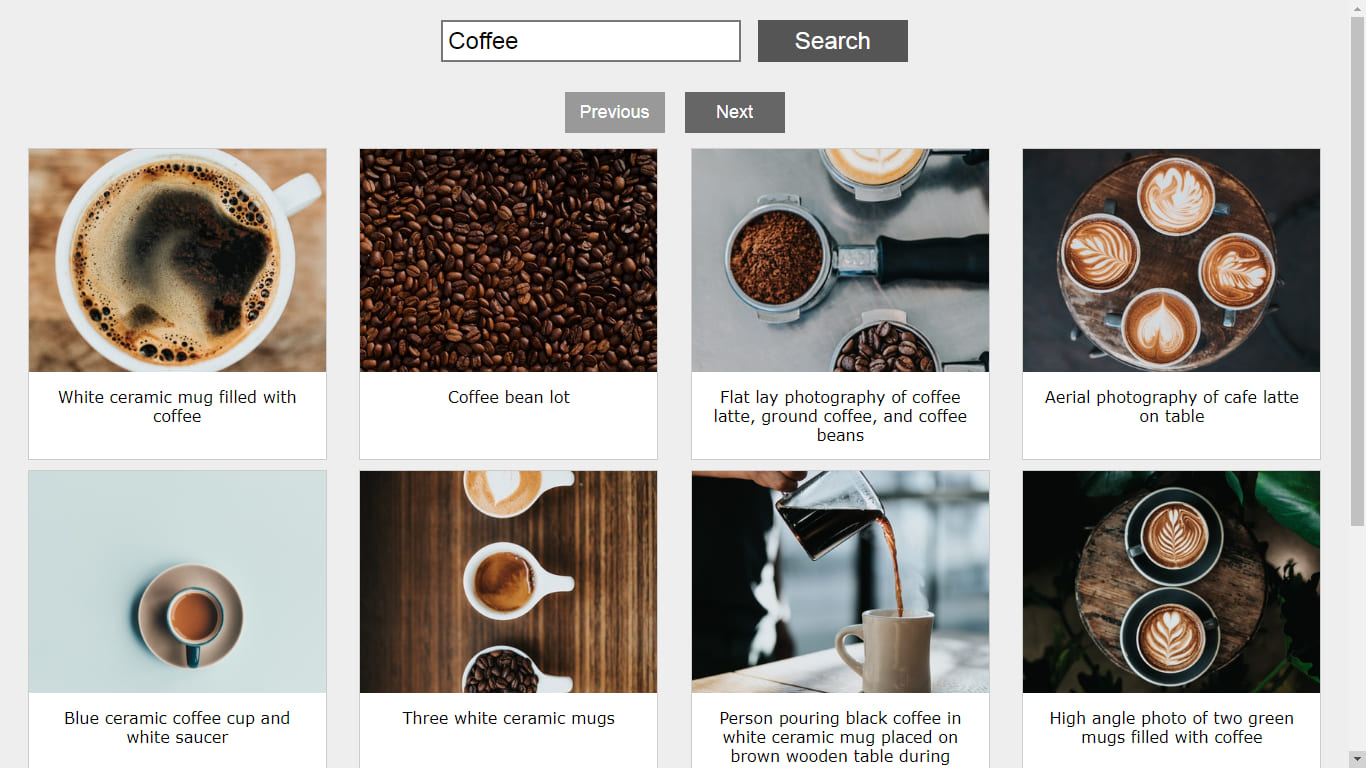 Coffee
Search
Previous
Next
White ceramic mug filled with
coffee
Coffee bean lot
Flat lay photography of coffee
latte, ground coffee, and coffee
beans
Aerial photography of cafe latte
on table
Blue ceramic coffee cup and
white saucer
Three white ceramic mugs
Person pouring black coffee in
white ceramic mug placed on
brown wooden table during
High angle photo of two green
mugs filled with coffee